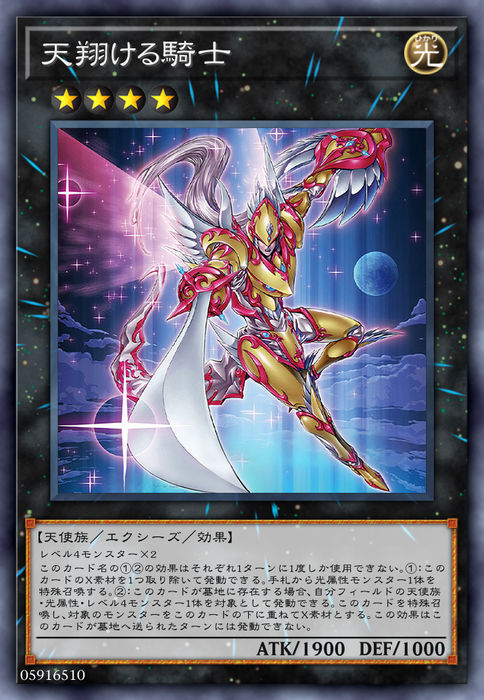 天翔ける騎士
ひかり
光
【天使族／エクシーズ／効果】
レベル4モンスター×2
このカード名の①②の効果はそれぞれ1ターンに1度しか使用できない。①：この
カードのX素材を1つ取り除いて発動できる。手札から光属性モンスター1体を
特殊召喚する。②：このカードが墓地に存在する場合、自分フィールドの天使族
・光属性・レベル4モンスター1体を対象として発動できる。このカードを特殊召
喚し、対象のモンスターをこのカードの下に重ねてX素材とする。この効果はこ
のカードが墓地へ送られたターンには発動できない。
ATK/1900 DEF/1000
05916510